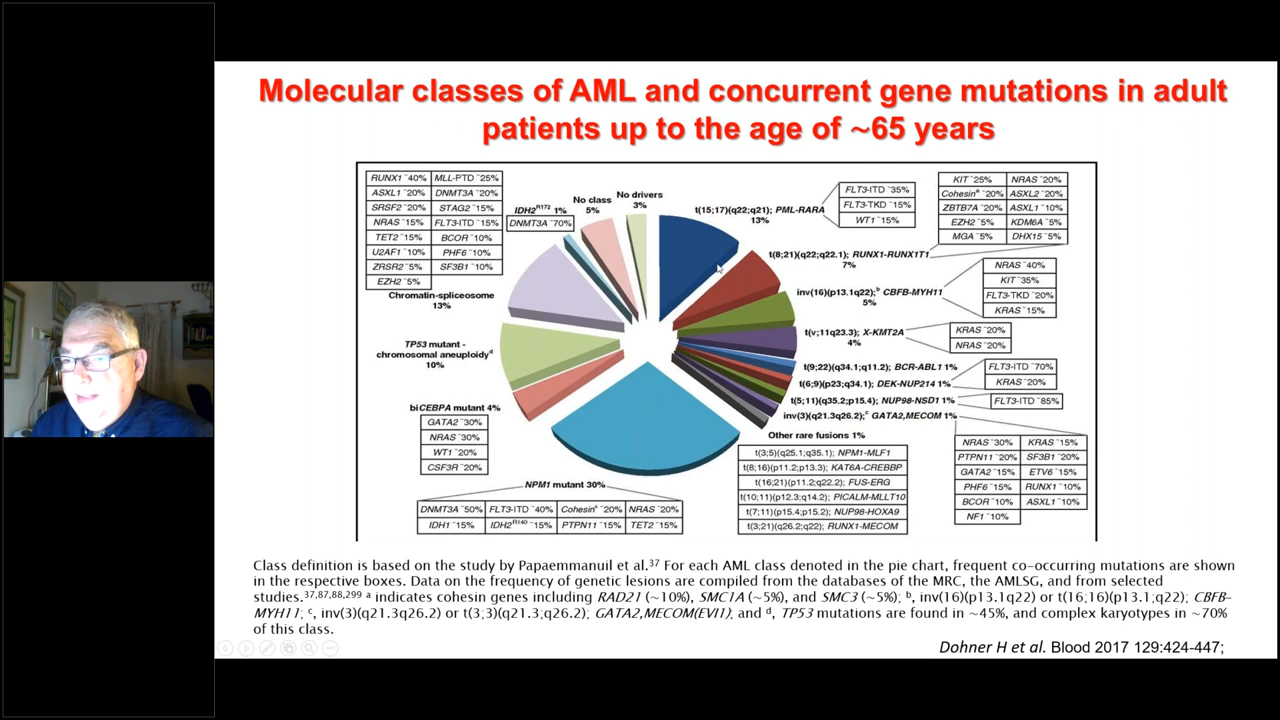 Molecular classes of AML and concurrent gene mutations in adult
patients up to the age of ~65 years
RUNX1 ~40% MLL-PTD ~25%
ASXL1 ~20% DNMT3A ~20%
SRSF2 ~20% STAG2 ~15%
NRAS ~15% FLT3-ITD ~15%
TET2 ~15% BCOR ~10%
U2AF1 ~10% PHF6 ~10%
ZRSR2 ~5% SF3B1 ~10%
EZH2 ~5%
Chromatin-spliceosome
13%
IDH2R172 1%
DNMT3A ~70%
No class
5%
No drivers
3%
t(15;17)(q22;q21); PML-RARA
13%
FLT3-ITD ~35%
FLT3-TKD ~15%
WT1 ~15%
KIT ~25% NRAS ~20%
Cohesina ~20% ASXL2 ~20%
ZBTB7A ~20% ASXL1 ~10%
EZH2 ~5% KDM6A ~5%
MGA ~5% DHX15 ~5%
t(8;21)(q22;q22.1); RUNX1-RUNX1T1
7%
inv(16)(p13.1q22);b CBFB-MYH11
5%
NRAS ~40%
KIT ~35%
FLT3-TKD ~20%
KRAS ~15%
t(v;11q23.3); X-KMT2A
4%
KRAS ~20%
NRAS ~20%
t(9;22)(q34.1;q11.2); BCR-ABL1 1%
t(6;9)(p23;q34.1); DEK-NUP214 1%
FLT3-ITD ~70%
KRAS ~20%
t(5;11)(q35.2;p15.4); NUP98-NSD1 1%
FLT3-ITD ~85%
inv(3)(q21.3q26.2);c GATA2,MECOM 1%
NRAS ~30% KRAS ~15%
PTPN11 ~20% SF3B1 ~20%
GATA2 ~15% ETV6 ~15%
PHF6 ~15% RUNX1 ~10%
BCOR ~10% ASXL1 ~10%
NF1 ~10%
Other rare fusions 1%
t(3;5)(q25.1;q35.1); NPM1-MLF1
t(8;16)(p11.2;p13.3); KAT6A-CREBBP
t(16;21)(p11.2;q22.2); FUS-ERG
t(10;11)(p12.3;q14.2); PICALM-MLLT10
t(7;11)(p15.4;p15.2); NUP98-HOXA9
t(3;21)(q26.2;q22); RUNX1-MECOM
TP53 mutant -
chromosomal aneuploidyd
10%
biCEBPA mutant 4%
GATA2 ~30%
NRAS ~30%
WT1 ~20%
CSF3R ~20%
NPM1 mutant 30%
DNMT3A ~50% FLT3-ITD ~40% Cohesina ~20% NRAS ~20%
IDH1 ~15% IDH2R140 ~15% PTPN11 ~15% TET2 ~15%
Class definition is based on the study by Papaemmanuil et al.37 For each AML class denoted in the pie chart, frequent co-occurring mutations are shown
in the respective boxes. Data on the frequency of genetic lesions are compiled from the databases of the MRC, the AMLSG, and from selected
studies.37,87,88,299 a indicates cohesin genes including RAD21 (~10%), SMC1A (~5%), and SMC3 (~5%); b, inv(16)(p13.1q22) or t(16;16)(p13.1;q22); CBFB-
MYH11; c, inv(3)(q21.3q26.2) or t(3;3)(q21.3;q26.2); GATA2,MECOM(EVI1); and d, TP53 mutations are found in ~45%, and complex karyotypes in ~70%
of this class.
Dohner H et al. Blood 2017 129:424-447;